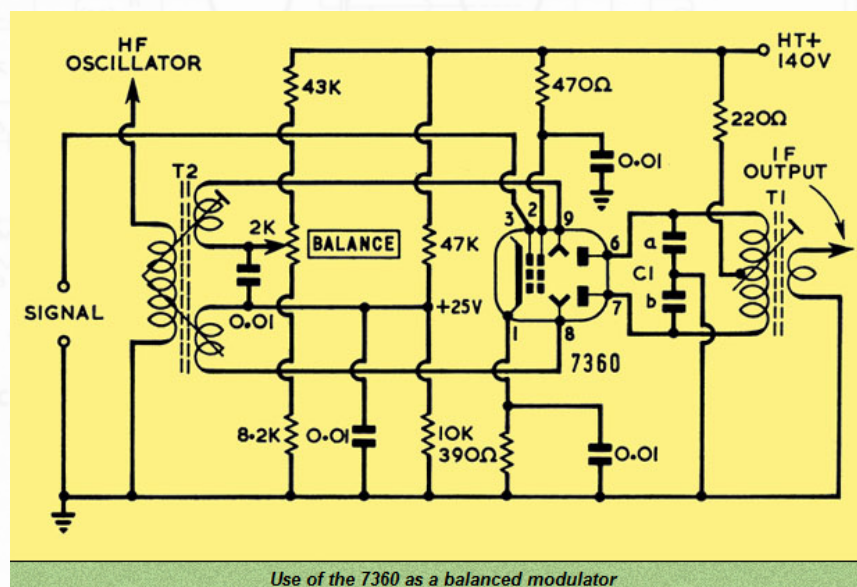 HF
OSCILLATOR
HT+
140V
43K
470Ω
220Ω
0.01
IF
OUTPUT
T2
T1
3
2
9
2K
BALANCE
47K
6
a
C1
b
7
SIGNAL
0.01
+25V
1
8
7360
8.2K
0.01
10K
390Ω
0.01
Use of the 7360 as a balanced modulator